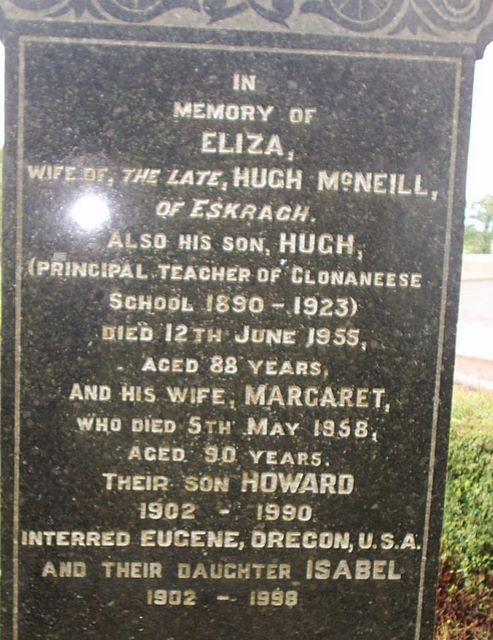 IN
MEMORY OF
ELIZA,
WIFE OF, THE LATE, HUGH McNEILL,
OF ESKRAGH.
ALSO HIS SON, HUGH,
(PRINCIPAL TEACHER OF CLONANEESE
SCHOOL 1890 - 1923)
DIED 12TH JUNE 1955,
AGED 88 YEARS.
AND HIS WIFE, MARGARET,
WHO DIED 5TH MAY 1958,
AGED 90 YEARS.
THEIR SON HOWARD
1902 - 1990
INTERRED EUGENE, OREGON, U.S.A.
AND THEIR DAUGHTER ISABEL
1902 - 1998